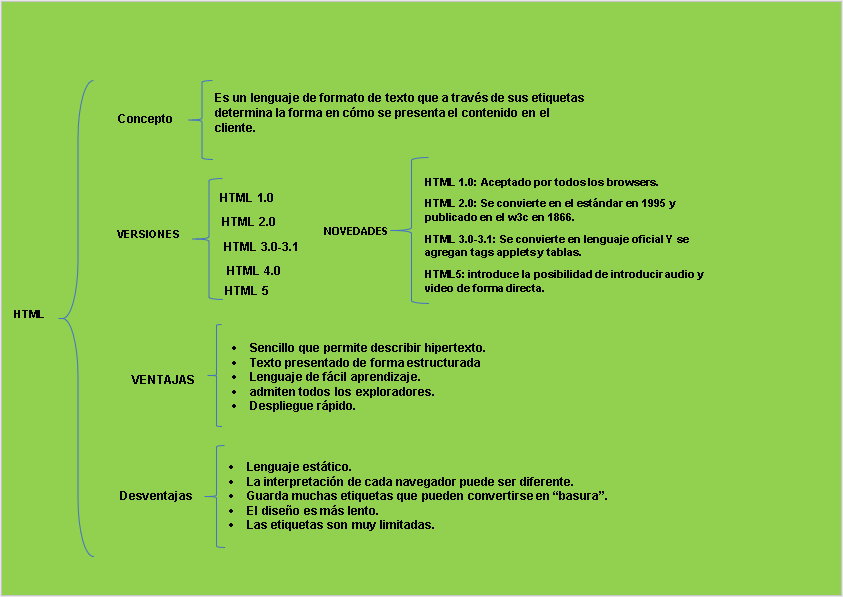 Es un lenguaje de formato de texto que a través de sus etiquetas
determina la forma en cómo se presenta el contenido en el
cliente.
Concepto
HTML 1.0
HTML 2.0
HTML 3.0-3.1
HTML 4.0
HTML 5
VERSIONES
NOVEDADES
HTML 1.0: Aceptado por todos los browsers.
HTML 2.0: Se convierte en el estándar en 1995 y
publicado en el w3c en 1866.
HTML 3.0-3.1: Se convierte en lenguaje oficial Y se
agregan tags applets y tablas.
HTML5: introduce la posibilidad de introducir audio y
video de forma directa.
HTML
VENTAJAS
• Sencillo que permite describir hipertexto.
• Texto presentado de forma estructurada
• Lenguaje de fácil aprendizaje.
• admiten todos los exploradores.
• Despliegue rápido.
Desventajas
• Lenguaje estático.
• La interpretación de cada navegador puede ser diferente.
• Guarda muchas etiquetas que pueden convertirse en “basura”.
• El diseño es más lento.
• Las etiquetas son muy limitadas.